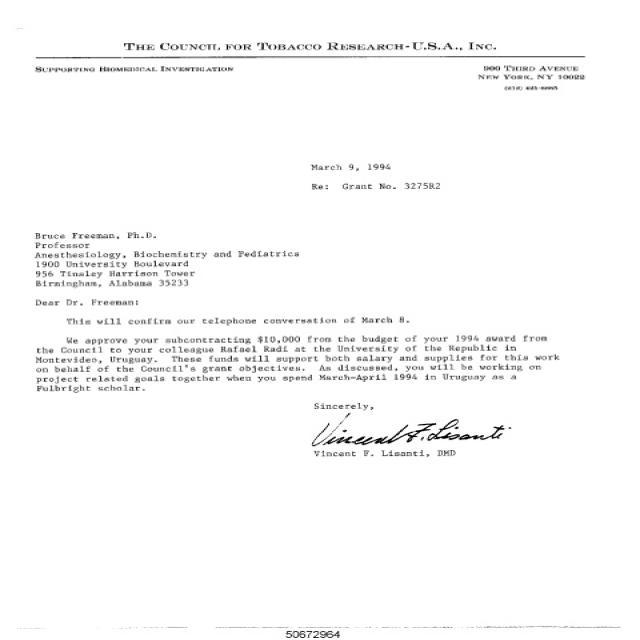 THE COUNCIL FOR TOBACCO RESEARCH-U.S.A., INC.
SUPPORTING BIOMEDICAL INVESTIGATION
900 THIRD AVENUE
NEW YORK, NY 10022
March 9, 1994
Re: Grant No. 3275R2
Bruce Freeman, Ph.D.
Professor
Anesthesiology, Biochemistry and Pediatrics
1900 University Boulevard
956 Tinsley Harrison Tower
Birmingham, Alabama 35233
Dear Dr. Freeman:
This will confirm our telephone conversation of March 8.
We approve your subcontracting $10,000 from the budget of your 1994 award from
the Council to your colleague Rafael Radi at the University of the Republic in
Montevideo, Uruguay. These funds will support both salary and supplies for this work
on behalf of the Council's grant objectives. As discussed, you will be working on
project related goals together when you spend March-April 1994 in Uruguay as a
Fulbright scholar.
Sincerely,
Vincent F. Lisanti
Vincent F. Lisanti, DMD
50672964